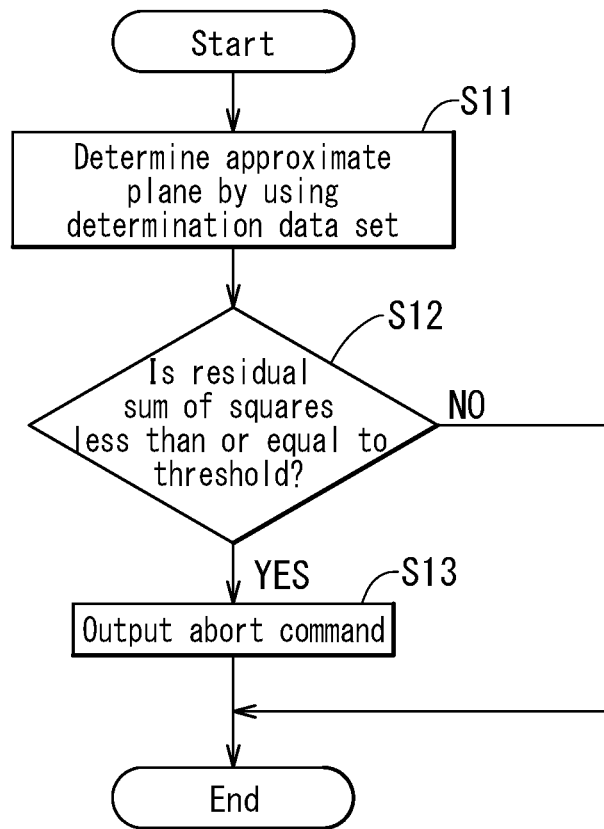 Start
S11
Determine approximate
plane by using
determination data set
S12
Is residual
sum of squares
less than or equal to
threshold?
NO
YES
S13
Output abort command
End